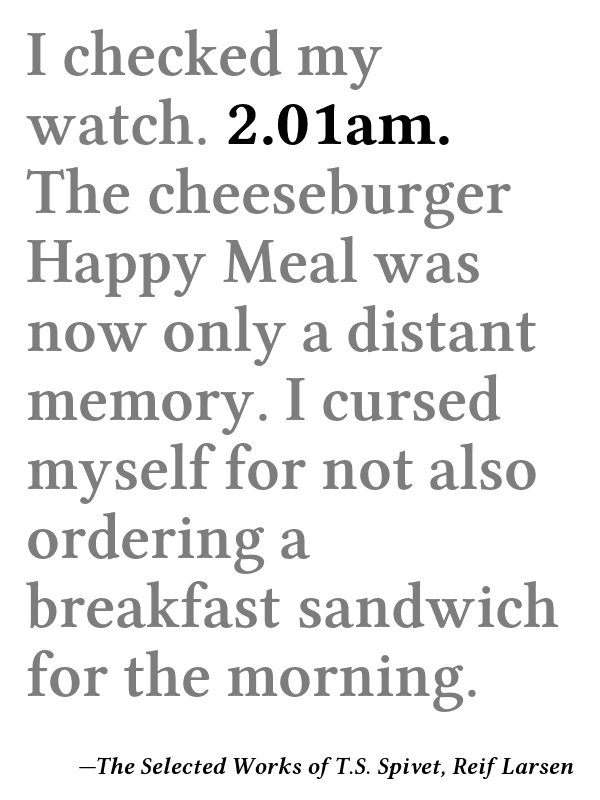 I checked my
watch. 2.01am.
The cheeseburger
Happy Meal was
now only a distant
memory. I cursed
myself for not also
ordering a
breakfast sandwich
for the morning.
—The Selected Works of T.S. Spivet, Reif Larsen